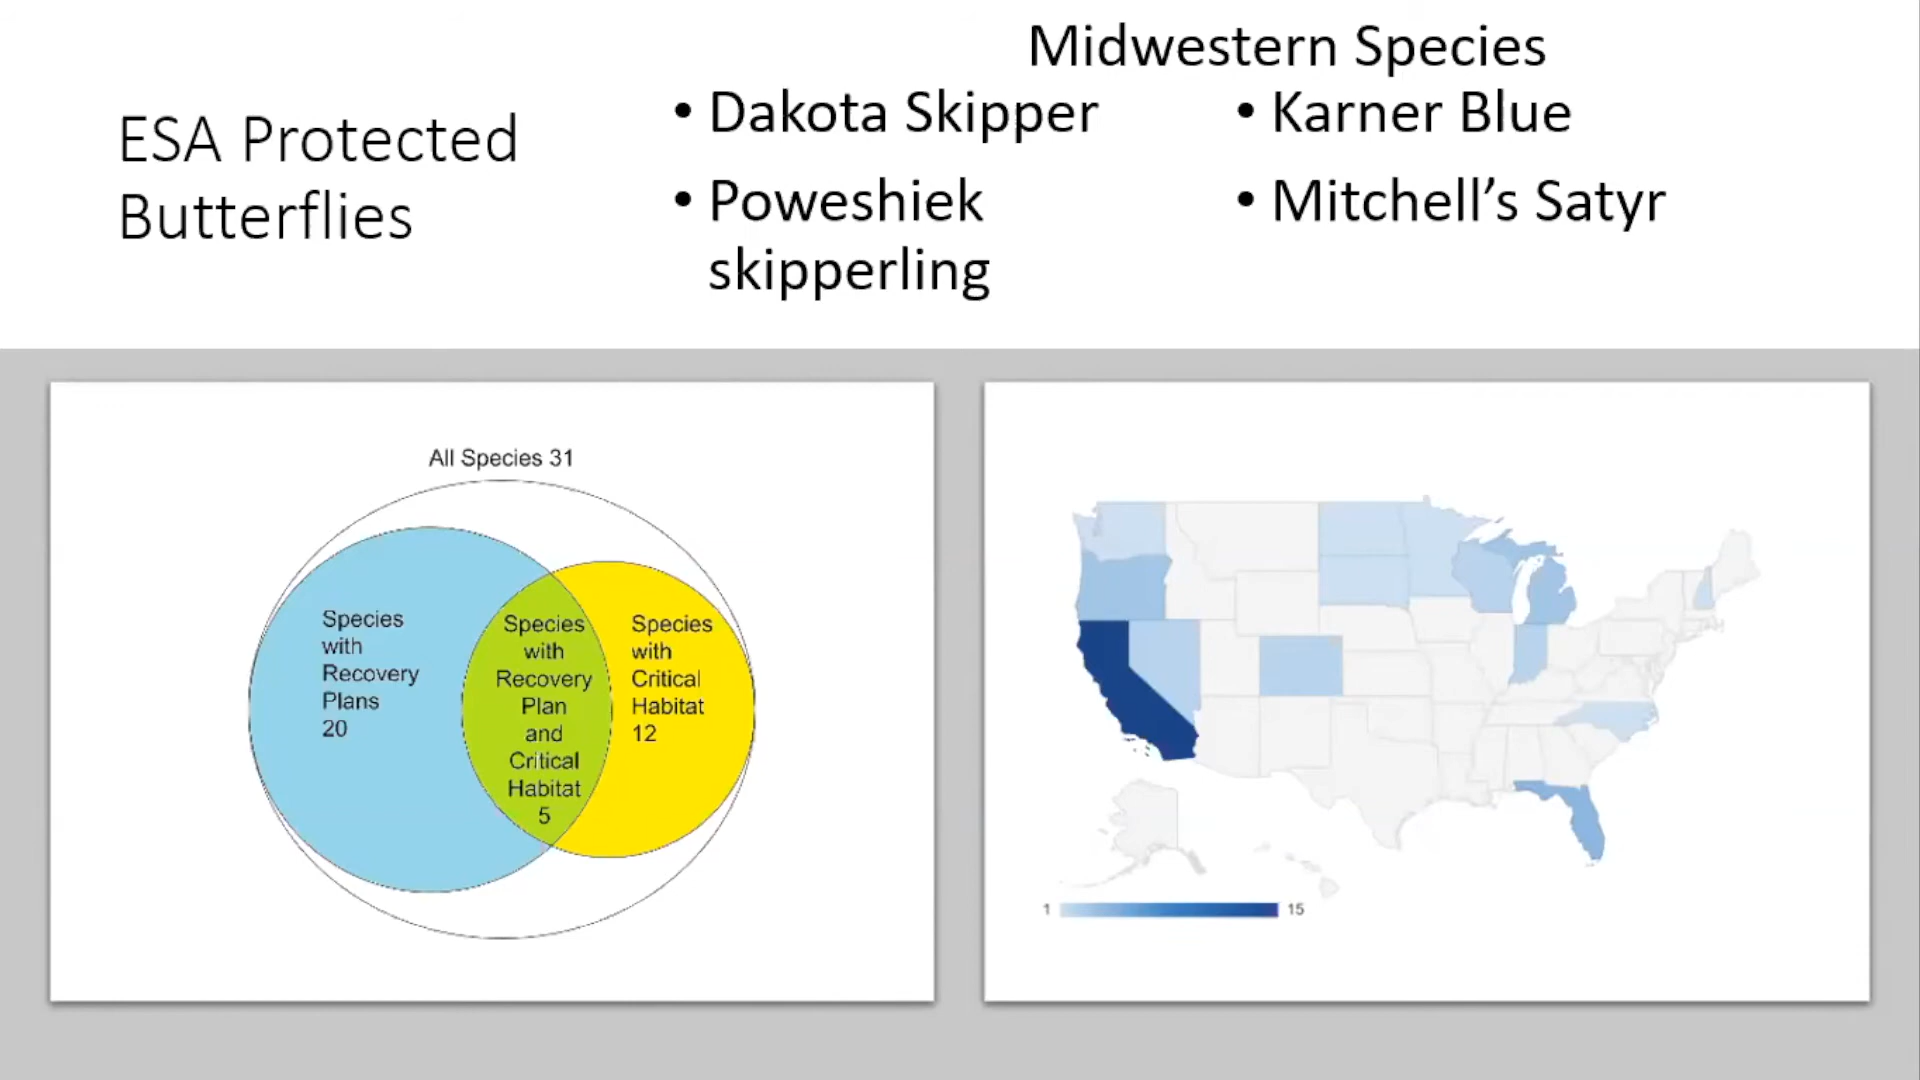 ESA Protected
Butterflies
Midwestern Species
• Dakota Skipper
• Poweshiek
skipperling
• Karner Blue
• Mitchell’s Satyr
All Species 31
Species
with
Recovery
Plans
20
Species
with
Recovery
Plan
and
Critical
Habitat
5
Species
with
Critical
Habitat
12
1
15